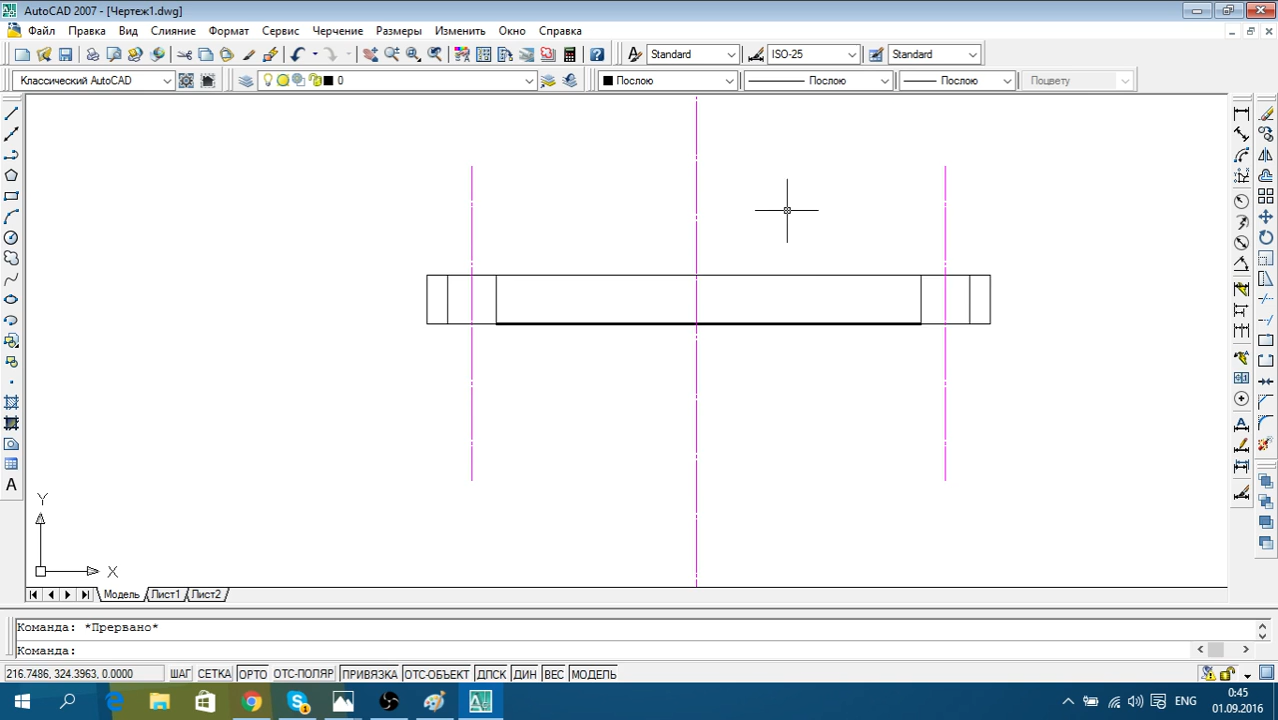 AutoCAD 2007 - [Чертеж1.dwg]
Файл Правка Вид Слияние Формат Сервис Черчение Размеры Изменить Окно Справка
Standard ISO-25 Standard
Классический AutoCAD 0 Послою Послою Послою Поцвету
Y
X
Модель Лист1 Лист2
Команда: *Прервано*
Команда:
216.7486, 324.3963, 0.0000 ШАГ СЕТКА ОРТО ОТС-ПОЛЯР ПРИВЯЗКА ОТС-ОБЪЕКТ ДПСК ДИН ВЕС МОДЕЛЬ
ENG 0:45
01.09.2016